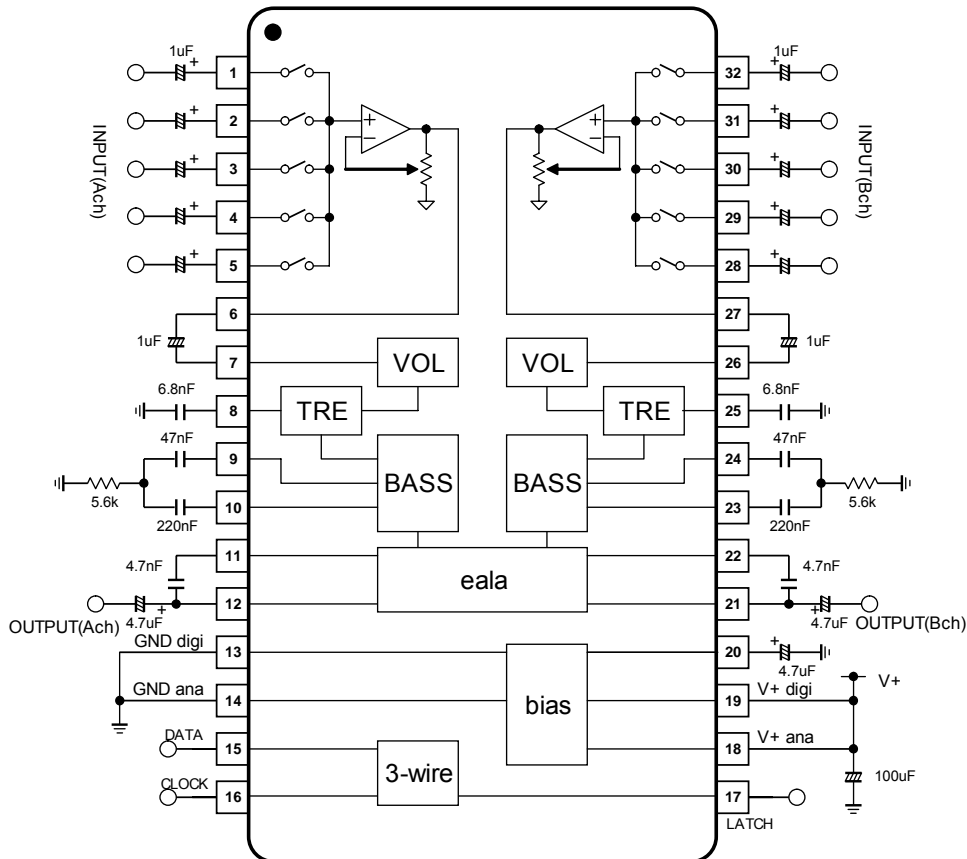 1uF
+
1
32
+
1uF
+
2
31
+
+
3
30
+
+
4
29
+
+
5
28
+
INPUT(Ach)
INPUT(Bch)
+
−
+
−
6
27
1uF
1uF
7
VOL
VOL
26
6.8nF
8
TRE
TRE
25
6.8nF
47nF
9
24
47nF
5.6k
BASS
BASS
5.6k
10
23
220nF
220nF
11
22
4.7nF
eala
4.7nF
+
12
21
+
OUTPUT(Ach)
4.7uF
4.7uF
OUTPUT(Bch)
GND digi
13
20
+
4.7uF
GND ana
14
bias
19
V+ digi
V+
DATA
15
18
V+ ana
3-wire
100uF
CLOCK
16
17
LATCH